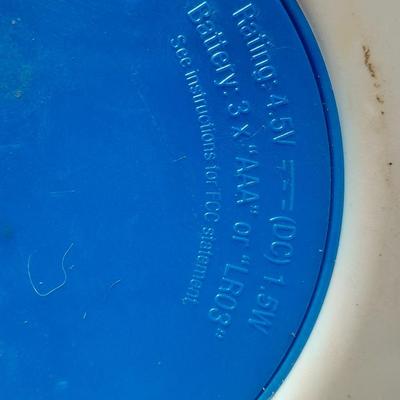 Rating: 4.5V ⎓ (DC) 1.5W
Battery: 3 x "AAA" or "LR03"
See instructions for FCC statement.